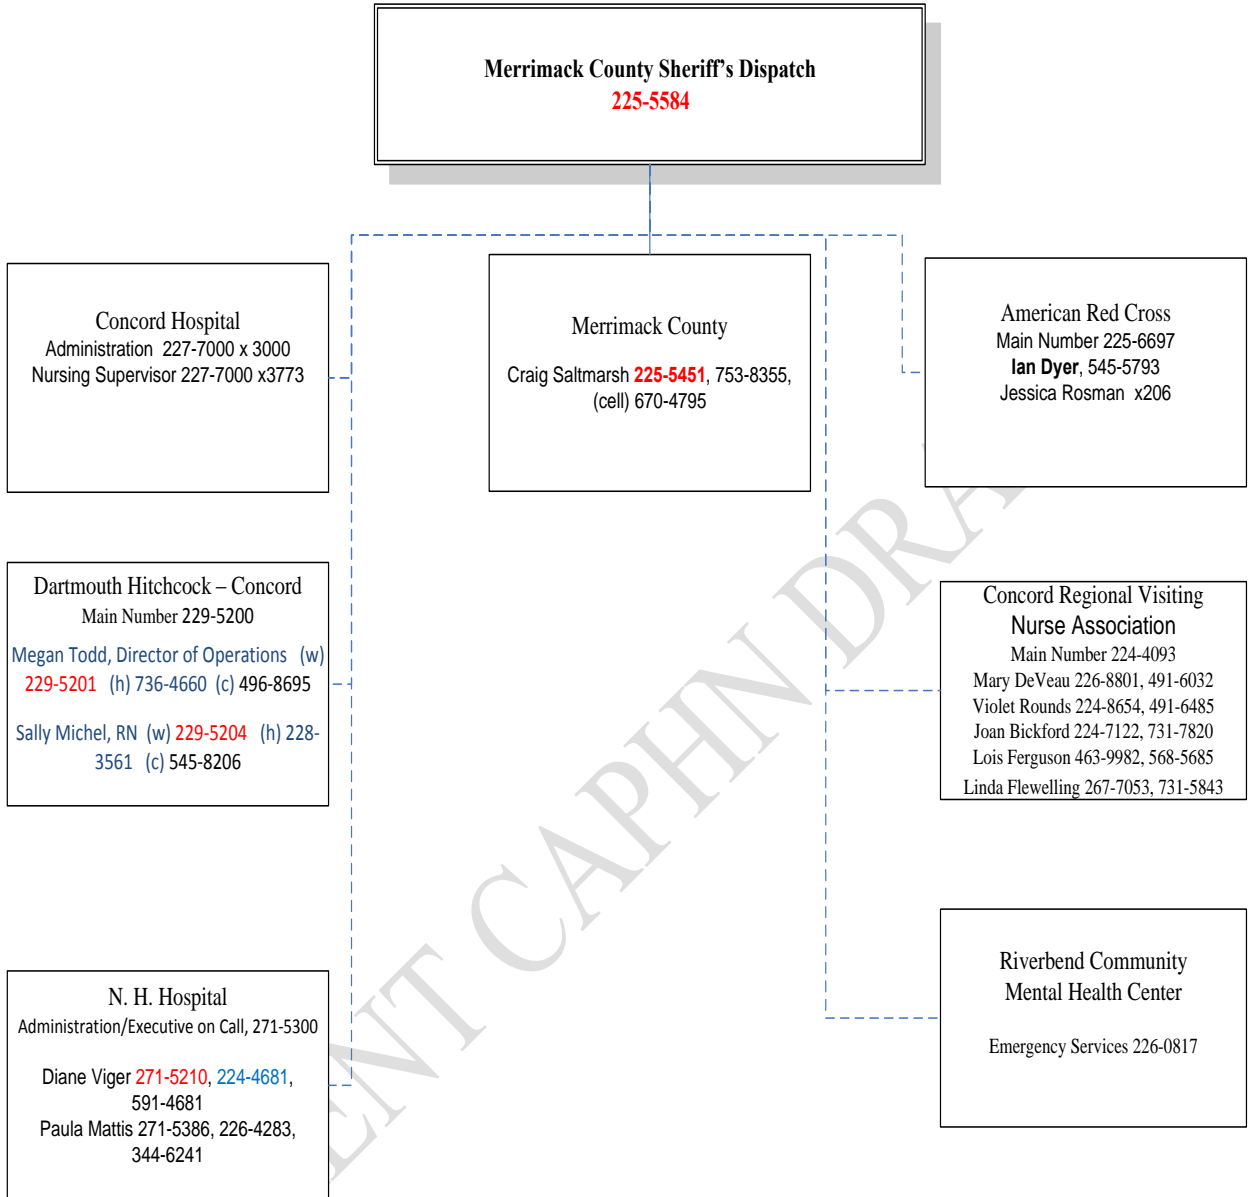 Merrimack County Sheriff’s Dispatch
225-5584
Concord Hospital
Administration 227-7000 x 3000
Nursing Supervisor 227-7000 x3773
Merrimack County
Craig Saltmarsh 225-5451, 753-8355,
(cell) 670-4795
American Red Cross
Main Number 225-6697
Ian Dyer, 545-5793
Jessica Rosman x206
Dartmouth Hitchcock – Concord
Main Number 229-5200
Megan Todd, Director of Operations (w)
229-5201 (h) 736-4660 (c) 496-8695
Sally Michel, RN (w) 229-5204 (h) 228-
3561 (c) 545-8206
Concord Regional Visiting
Nurse Association
Main Number 224-4093
Mary DeVeau 226-8801, 491-6032
Violet Rounds 224-8654, 491-6485
Joan Bickford 224-7122, 731-7820
Lois Ferguson 463-9982, 568-5685
Linda Flewelling 267-7053, 731-5843
N. H. Hospital
Administration/Executive on Call, 271-5300
Diane Viger 271-5210, 224-4681,
591-4681
Paula Mattis 271-5386, 226-4283,
344-6241
Riverbend Community
Mental Health Center
Emergency Services 226-0817
ENT CAPHN DRA